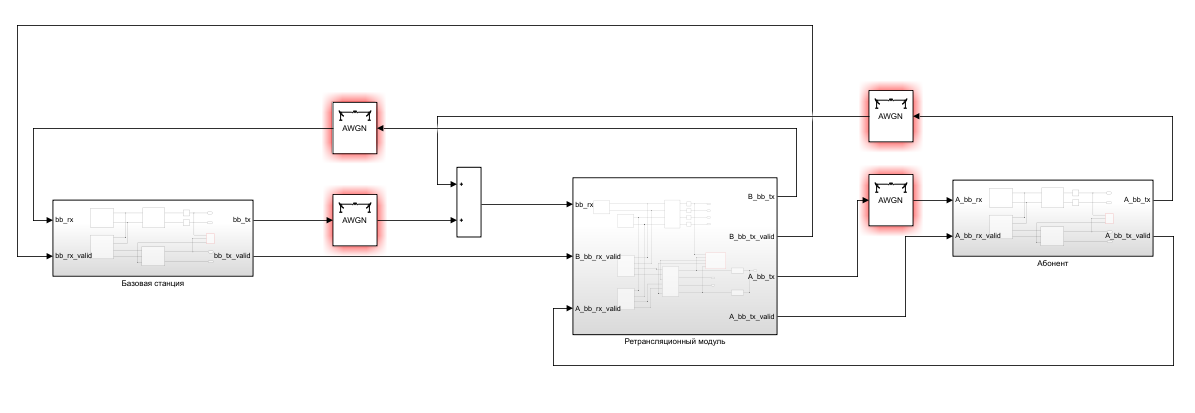 AWGN
AWGN
bb_rx
bb_rx_valid
bb_tx
bb_tx_valid
Базовая станция
AWGN
+
+
bb_rx
B_bb_rx_valid
A_bb_rx_valid
B_bb_tx
B_bb_tx_valid
A_bb_tx
A_bb_tx_valid
Ретрансляционный модуль
AWGN
A_bb_rx
A_bb_rx_valid
A_bb_tx
A_bb_tx_valid
Абонент